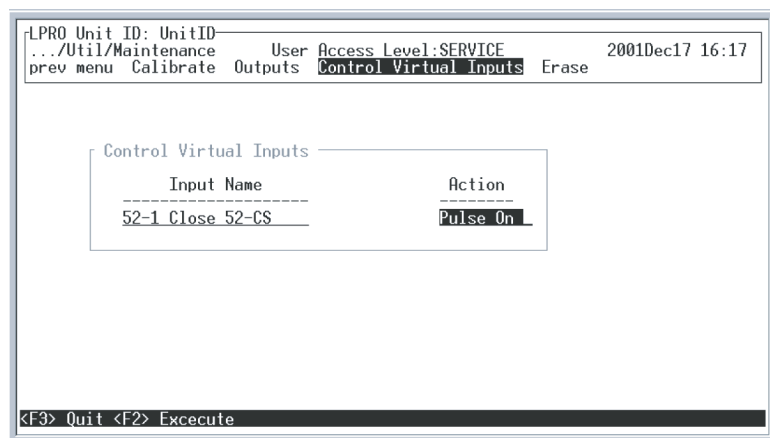 LPRO Unit ID: UnitID
.../Util/Maintenance User Access Level:SERVICE 2001Dec17 16:17
prev menu Calibrate Outputs Control Virtual Inputs Erase
Control Virtual Inputs
Input Name Action
52-1 Close 52-CS Pulse On
<F3> Quit <F2> Excecute